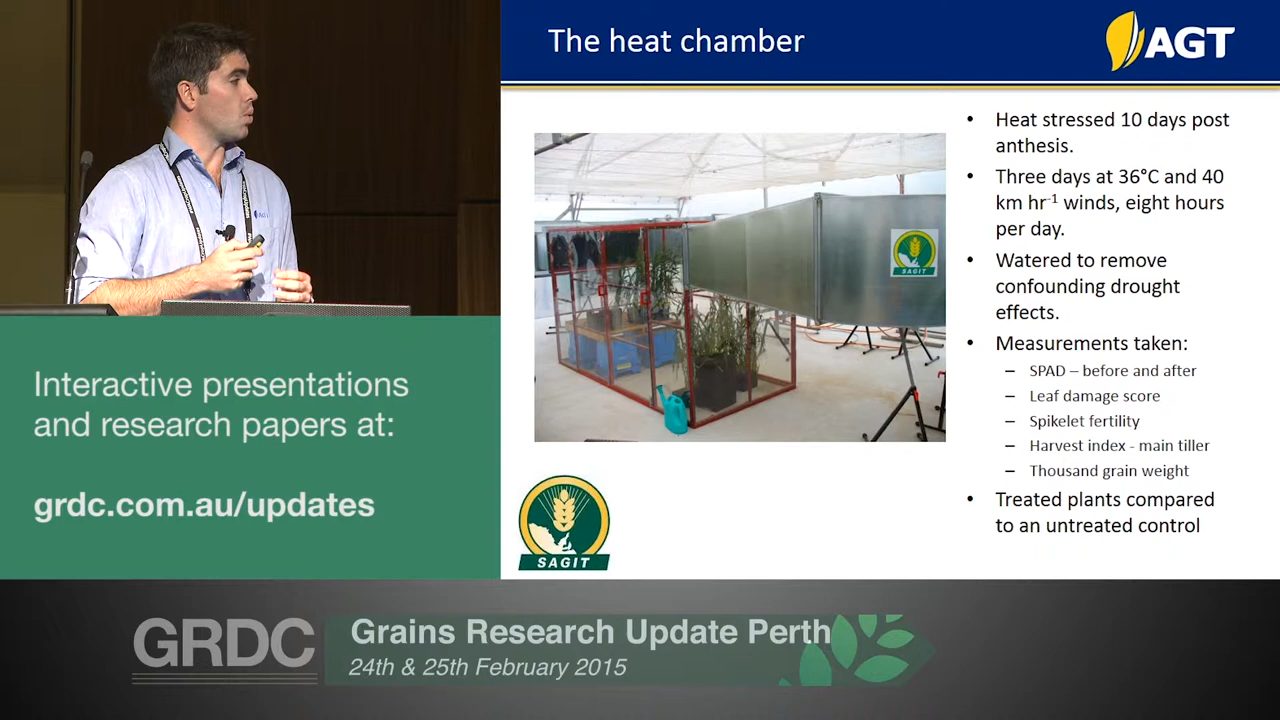 The heat chamber
AGT
• Heat stressed 10 days post
anthesis.
• Three days at 36°C and 40
km hr⁻¹ winds, eight hours
per day.
• Watered to remove
confounding drought
effects.
• Measurements taken:
– SPAD – before and after
– Leaf damage score
– Spikelet fertility
– Harvest index - main tiller
– Thousand grain weight
• Treated plants compared
to an untreated control
SAGIT
SAGIT
AGT
Interactive presentations
and research papers at:
grdc.com.au/updates
GRDC
Grains Research Update Perth
24th & 25th February 2015